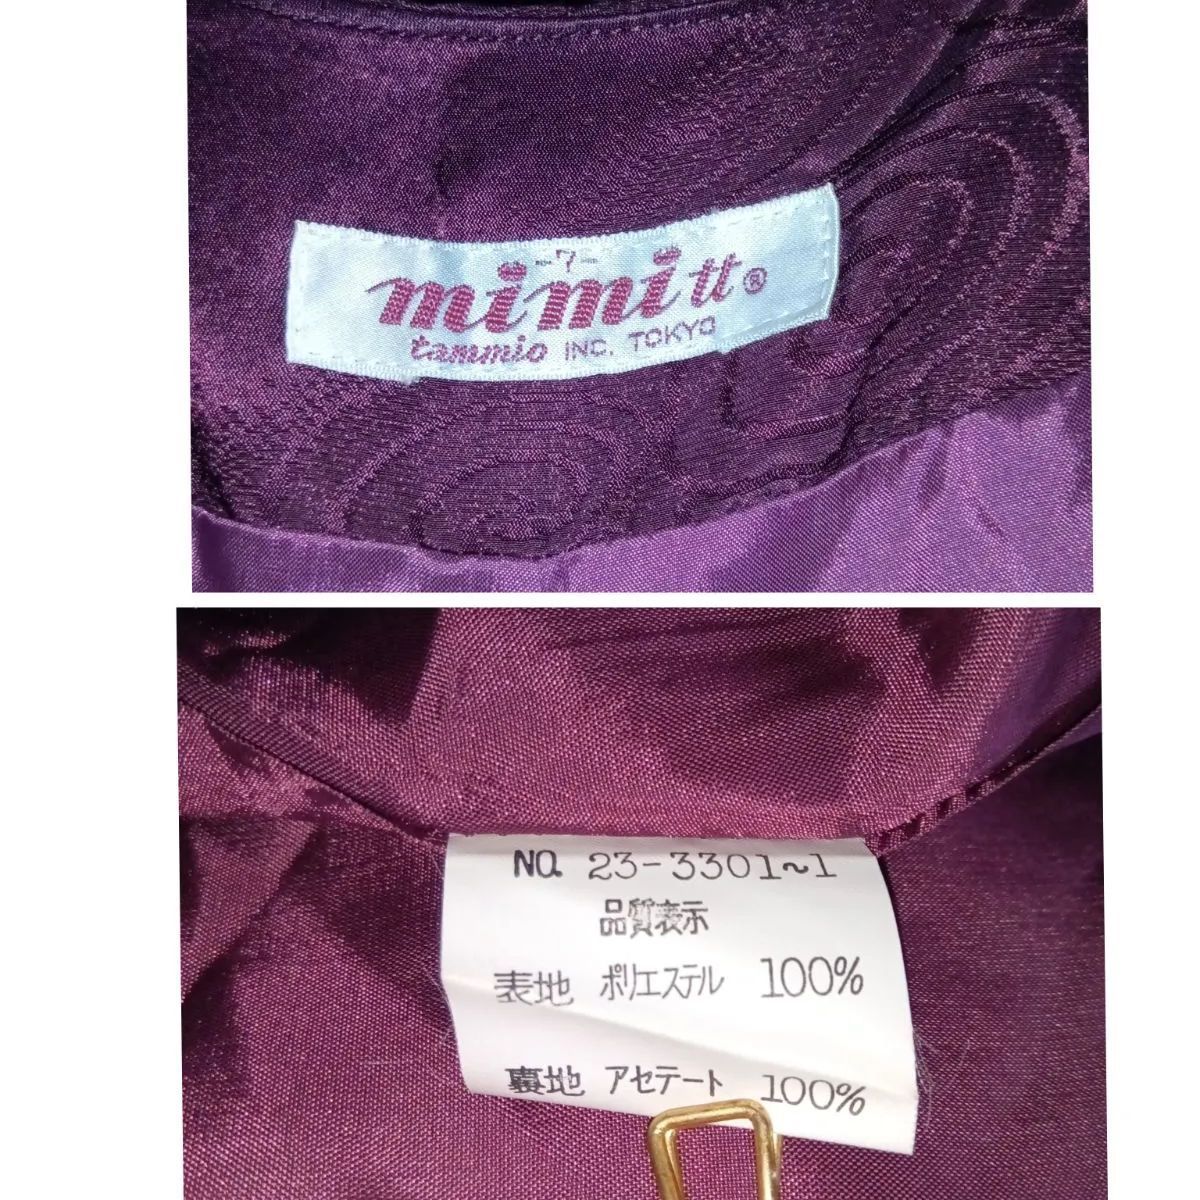 -7-
mimi tt®
tammio INC. TOKYO
NO. 23-3301~1
品質表示
表地 ポリエステル 100%
裏地 アセテート 100%